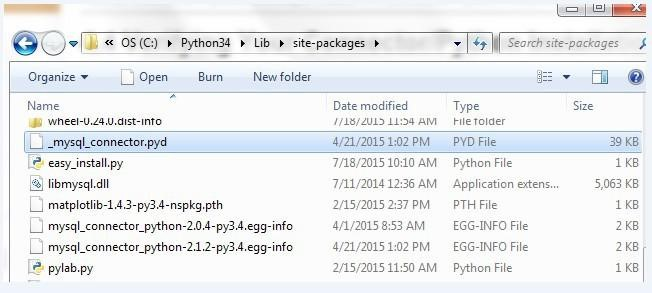 OS (C:) Python34 Lib site-packages Search site-packages
Organize Open Burn New folder
Name Date modified Type Size
wheel-0.24.0.dist-info 7/18/2015 11:54 AM File folder
_mysql_connector.pyd 4/21/2015 1:02 PM PYD File 39 KB
easy_install.py 7/18/2015 10:10 AM Python File 1 KB
libmysql.dll 7/11/2014 12:36 AM Application extens... 5,063 KB
matplotlib-1.4.3-py3.4-nspkg.pth 2/15/2015 2:37 PM PTH File 1 KB
mysql_connector_python-2.0.4-py3.4.egg-info 4/1/2015 8:53 AM EGG-INFO File 2 KB
mysql_connector_python-2.1.2-py3.4.egg-info 4/21/2015 1:02 PM EGG-INFO File 2 KB
pylab.py 2/15/2015 11:50 AM Python File 1 KB